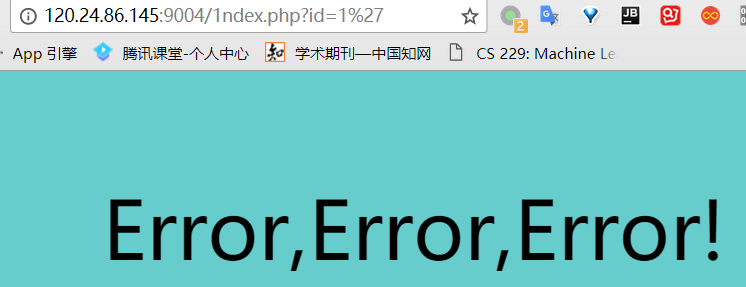 120.24.86.145:9004/1ndex.php?id=1%27
2
JB
97
App 引擎 腾讯课堂-个人中心 知 学术期刊—中国知网 CS 229: Machine Le
Error,Error,Error!